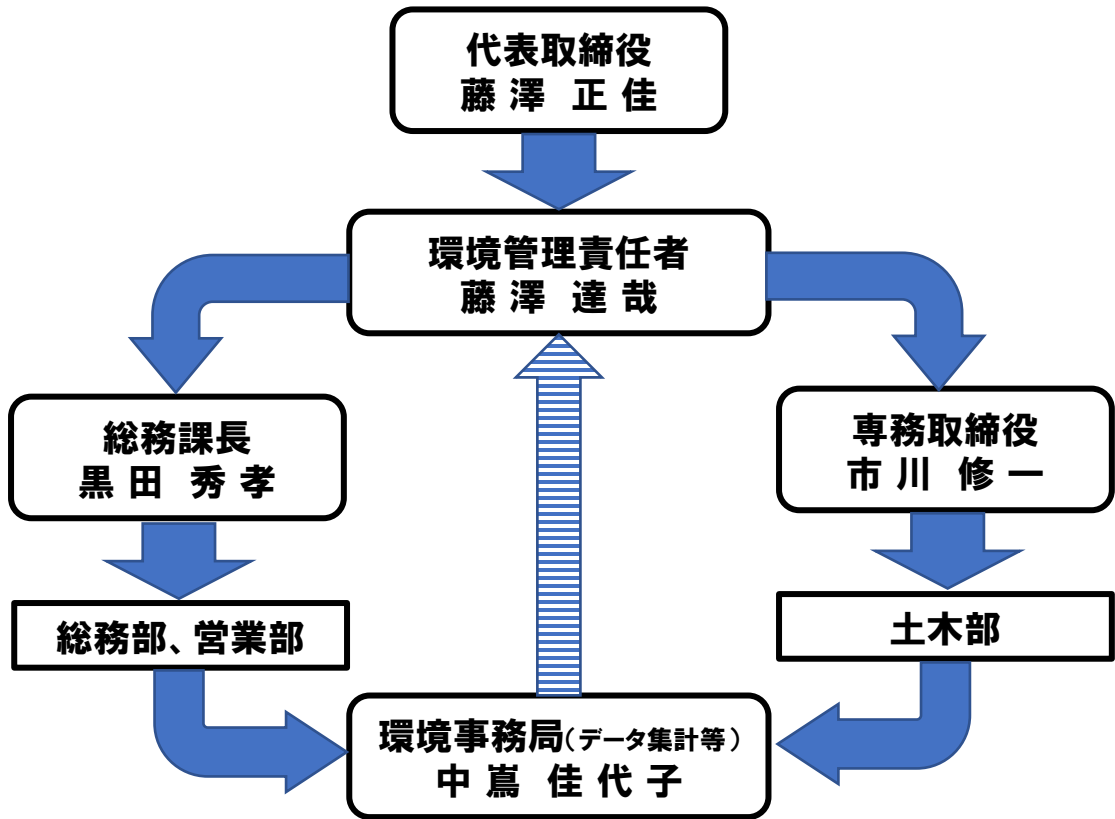 代表取締役
藤澤 正佳
環境管理責任者
藤澤 達哉
総務課長
黒田 秀孝
専務取締役
市川 修一
総務部、営業部
土木部
環境事務局(データ集計等)
中嶌 佳代子